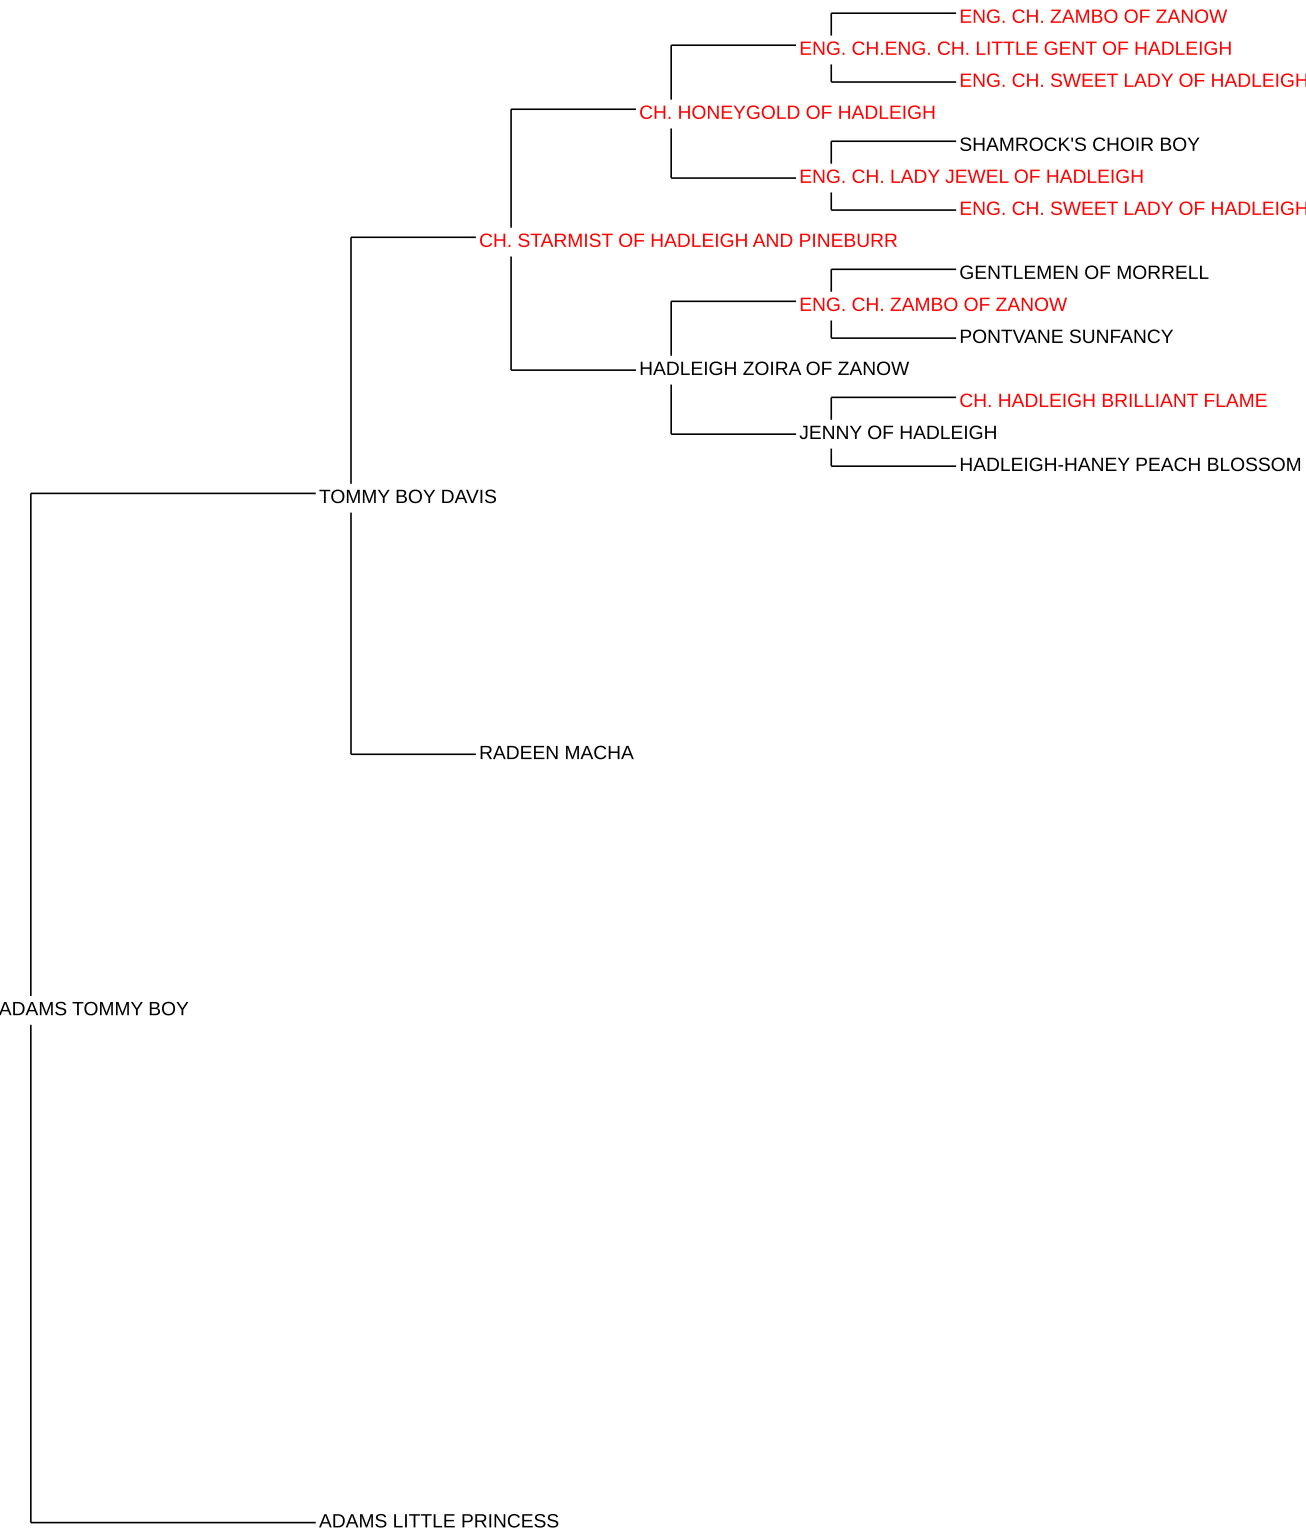 ENG. CH. ZAMBO OF ZANOW
ENG. CH.ENG. CH. LITTLE GENT OF HADLEIGH
ENG. CH. SWEET LADY OF HADLEIGH
CH. HONEYGOLD OF HADLEIGH
SHAMROCK'S CHOIR BOY
ENG. CH. LADY JEWEL OF HADLEIGH
ENG. CH. SWEET LADY OF HADLEIGH
CH. STARMIST OF HADLEIGH AND PINEBURR
GENTLEMEN OF MORRELL
ENG. CH. ZAMBO OF ZANOW
PONTVANE SUNFANCY
HADLEIGH ZOIRA OF ZANOW
CH. HADLEIGH BRILLIANT FLAME
JENNY OF HADLEIGH
HADLEIGH-HANEY PEACH BLOSSOM
TOMMY BOY DAVIS
RADEEN MACHA
ADAMS TOMMY BOY
ADAMS LITTLE PRINCESS